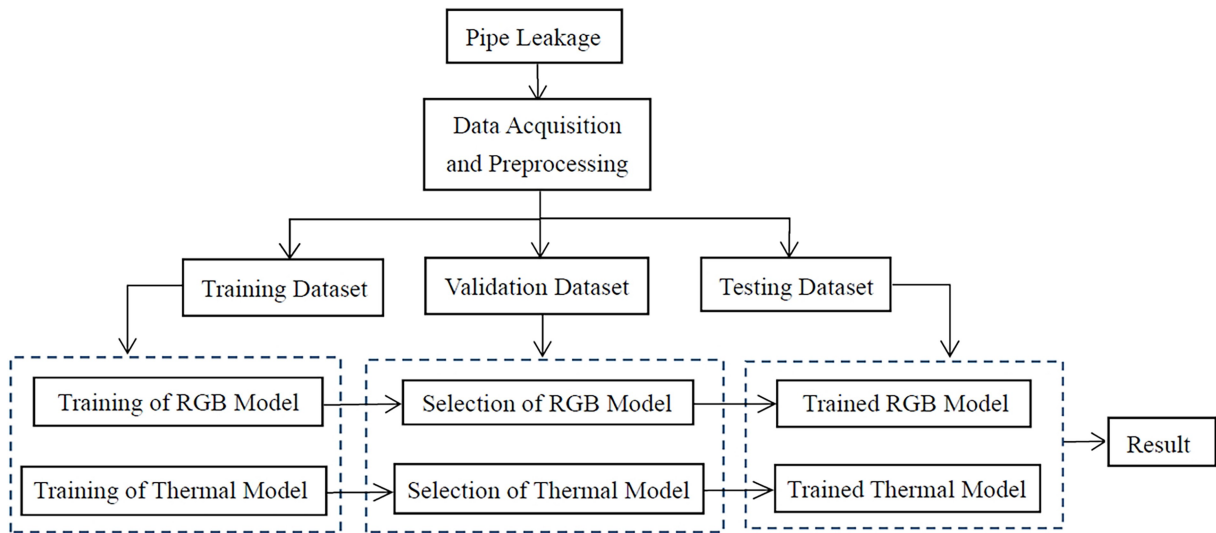 Pipe Leakage
Data Acquisition
and Preprocessing
Training Dataset
Validation Dataset
Testing Dataset
Training of RGB Model
Selection of RGB Model
Trained RGB Model
Result
Training of Thermal Model
Selection of Thermal Model
Trained Thermal Model